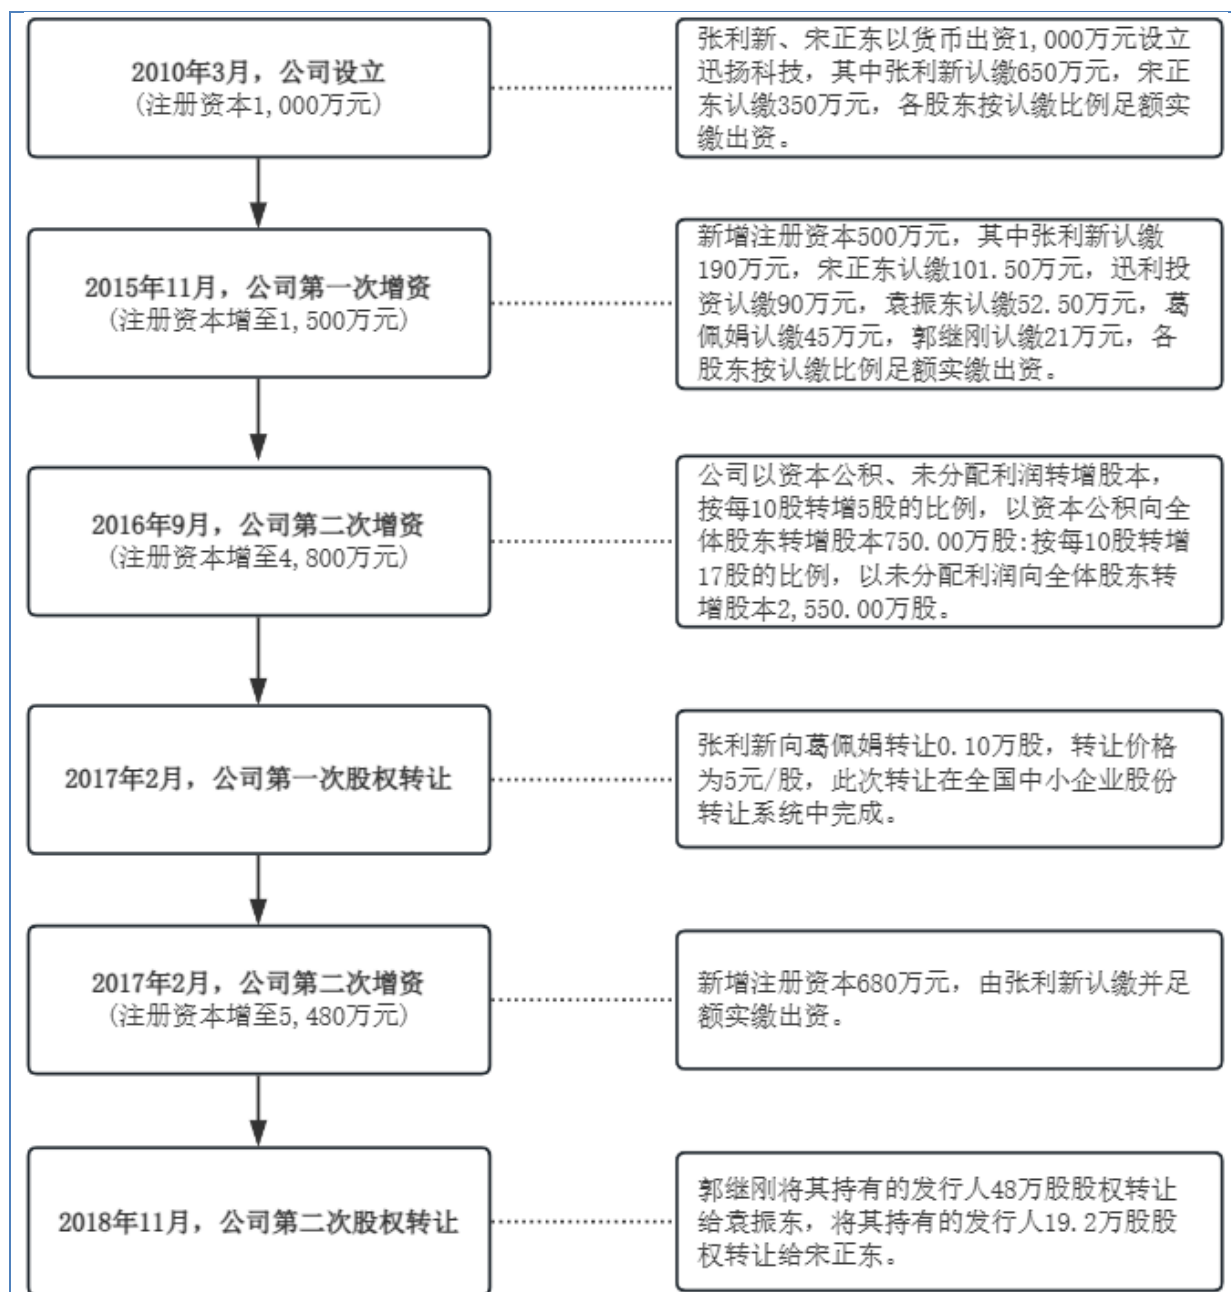 2010年3月，公司设立
(注册资本1,000万元)
张利新、宋正东以货币出资1,000万元设立
迅扬科技，其中张利新认缴650万元，宋正
东认缴350万元，各股东按认缴比例足额实
缴出资。
2015年11月，公司第一次增资
(注册资本增至1,500万元)
新增注册资本500万元，其中张利新认缴
190万元，宋正东认缴101.50万元，迅利投
资认缴90万元，袁振东认缴52.50万元，葛
佩娟认缴45万元，郭继刚认缴21万元，各
股东按认缴比例足额实缴出资。
2016年9月，公司第二次增资
(注册资本增至4,800万元)
公司以资本公积、未分配利润转增股本，
按每10股转增5股的比例，以资本公积向全
体股东转增股本750.00万股:按每10股转增
17股的比例，以未分配利润向全体股东转
增股本2,550.00万股。
2017年2月，公司第一次股权转让
张利新向葛佩娟转让0.10万股，转让价格
为5元/股，此次转让在全国中小企业股份
转让系统中完成。
2017年2月，公司第二次增资
(注册资本增至5,480万元)
新增注册资本680万元，由张利新认缴并足
额实缴出资。
2018年11月，公司第二次股权转让
郭继刚将其持有的发行人48万股股权转让
给袁振东，将其持有的发行人19.2万股股
权转让给宋正东。